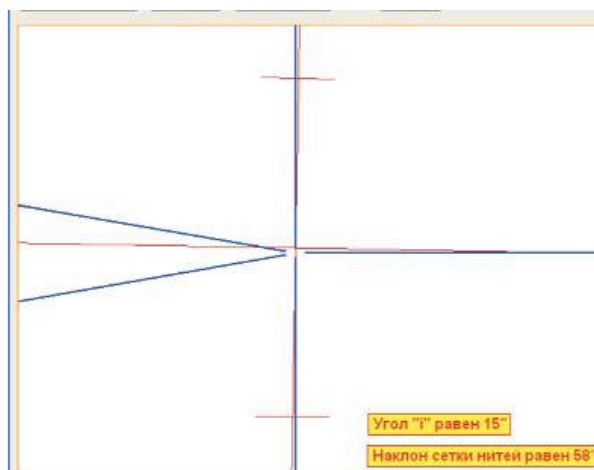 Угол "i" равен 15"
Наклон сетки нитей равен 58'